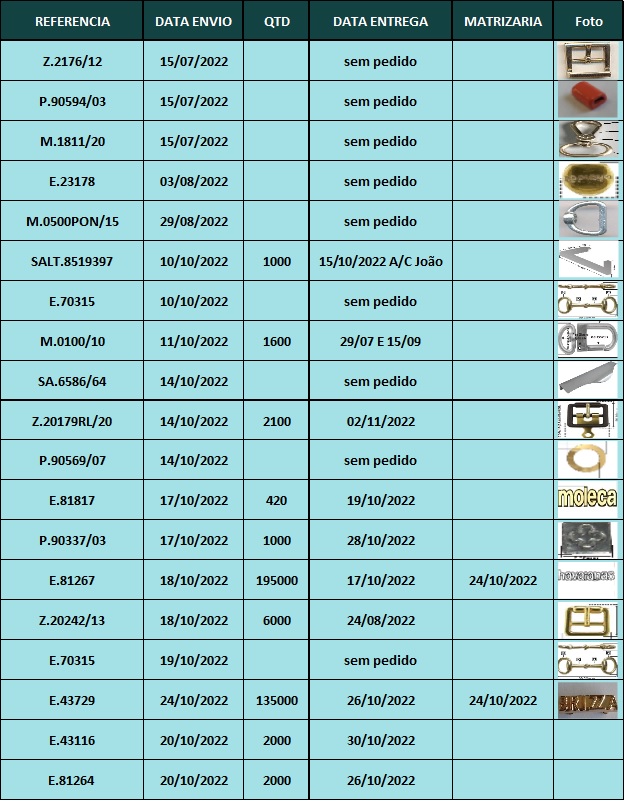 REFERENCIA DATA ENVIO QTD DATA ENTREGA MATRIZARIA Foto
Z.2176/12 15/07/2022 sem pedido
P.90594/03 15/07/2022 sem pedido
M.1811/20 15/07/2022 sem pedido
E.23178 03/08/2022 sem pedido
M.0500PON/15 29/08/2022 sem pedido
SALT.8519397 10/10/2022 1000 15/10/2022 A/C João
E.70315 10/10/2022 sem pedido
M.0100/10 11/10/2022 1600 29/07 E 15/09
SA.6586/64 14/10/2022 sem pedido
Z.20179RL/20 14/10/2022 2100 02/11/2022
P.90569/07 14/10/2022 sem pedido
E.81817 17/10/2022 420 19/10/2022 moleca
P.90337/03 17/10/2022 1000 28/10/2022
E.81267 18/10/2022 195000 17/10/2022 24/10/2022 havaianas
Z.20242/13 18/10/2022 6000 24/08/2022
E.70315 19/10/2022 sem pedido
E.43729 24/10/2022 135000 26/10/2022 24/10/2022
E.43116 20/10/2022 2000 30/10/2022
E.81264 20/10/2022 2000 26/10/2022